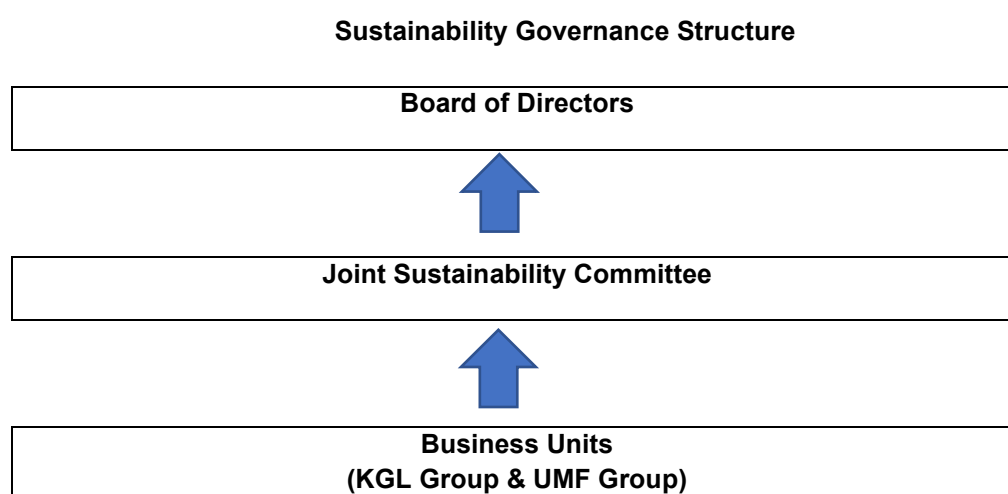 Sustainability Governance Structure
Board of Directors
Joint Sustainability Committee
Business Units
(KGL Group & UMF Group)